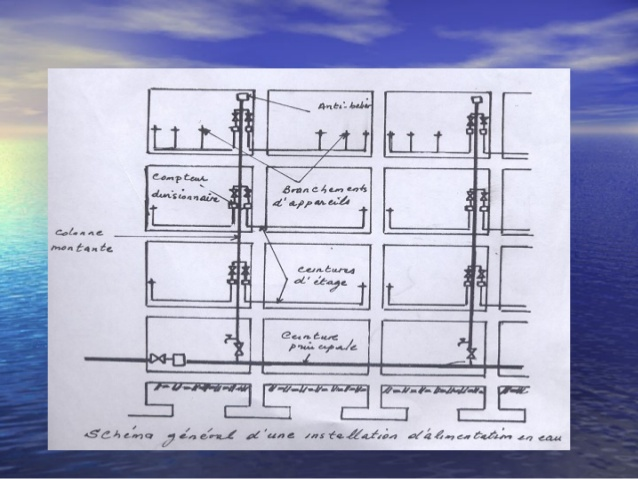 Anti-bélier
Compteur
divisionnaire
Branchements
d'appareils
Colonne
montante
Ceintures
d'étage
Ceinture
principale
Schéma général d'une installation d'alimentation en eau